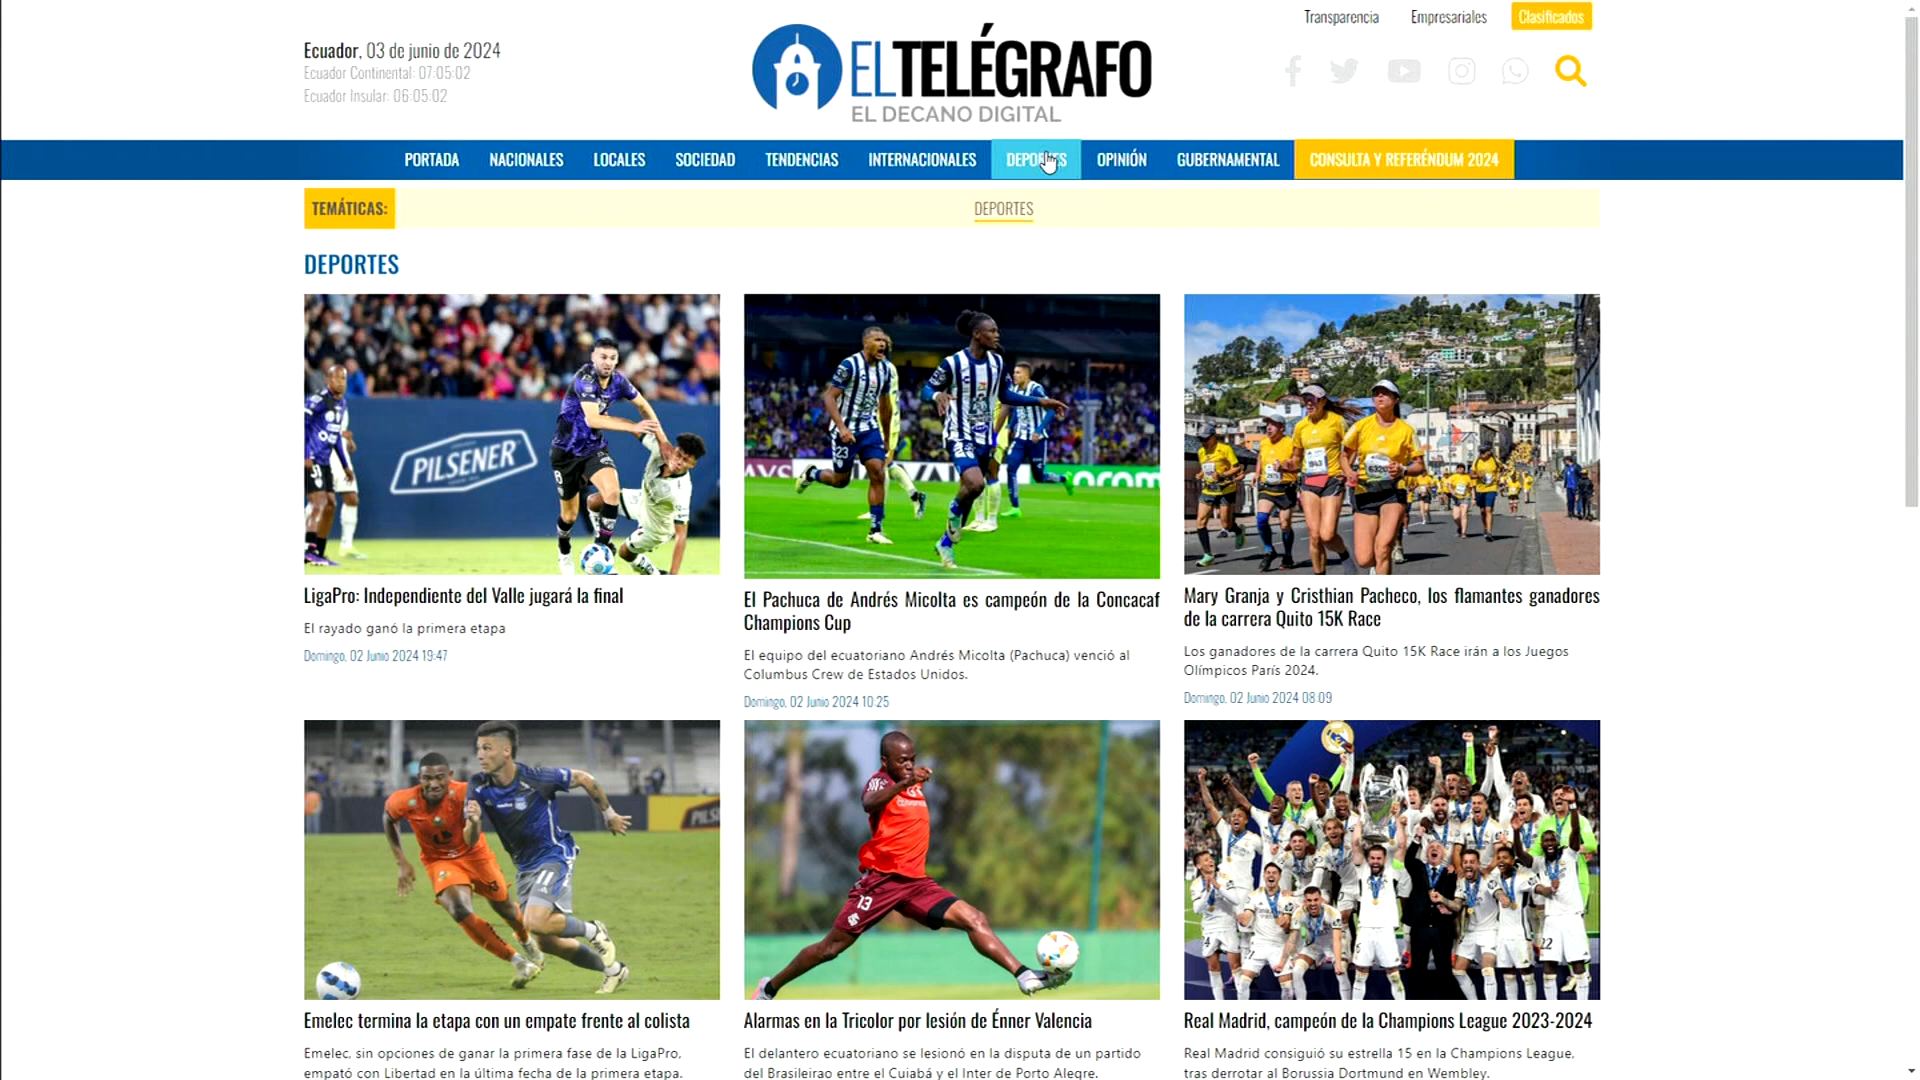 Transparencia Empresariales Clasificados
Ecuador, 03 de junio de 2024
Ecuador Continental: 07:05:02
Ecuador Insular: 06:05:02
EL TELÉGRAFO
EL DECANO DIGITAL
PORTADA NACIONALES LOCALES SOCIEDAD TENDENCIAS INTERNACIONALES DEPORTES OPINIÓN GUBERNAMENTAL CONSULTA Y REFERÉNDUM 2024
TEMÁTICAS: DEPORTES
DEPORTES
PILSENER
LigaPro: Independiente del Valle jugará la final
El rayado ganó la primera etapa
Domingo, 02 Junio 2024 19:47
23
El Pachuca de Andrés Micolta es campeón de la Concacaf
Champions Cup
El equipo del ecuatoriano Andrés Micolta (Pachuca) venció al
Columbus Crew de Estados Unidos.
Domingo, 02 Junio 2024 10:25
Mary Granja y Cristhian Pacheco, los flamantes ganadores
de la carrera Quito 15K Race
Los ganadores de la carrera Quito 15K Race irán a los Juegos
Olímpicos París 2024.
Domingo, 02 Junio 2024 08:09
11
Emelec termina la etapa con un empate frente al colista
Emelec, sin opciones de ganar la primera fase de la LigaPro,
empató con Libertad en la última fecha de la primera etapa.
13
Alarmas en la Tricolor por lesión de Énner Valencia
El delantero ecuatoriano se lesionó en la disputa de un partido
del Brasileirao entre el Cuiabá y el Inter de Porto Alegre.
22
Real Madrid, campeón de la Champions League 2023-2024
Real Madrid consiguió su estrella 15 en la Champions League,
tras derrotar al Borussia Dortmund en Wembley.